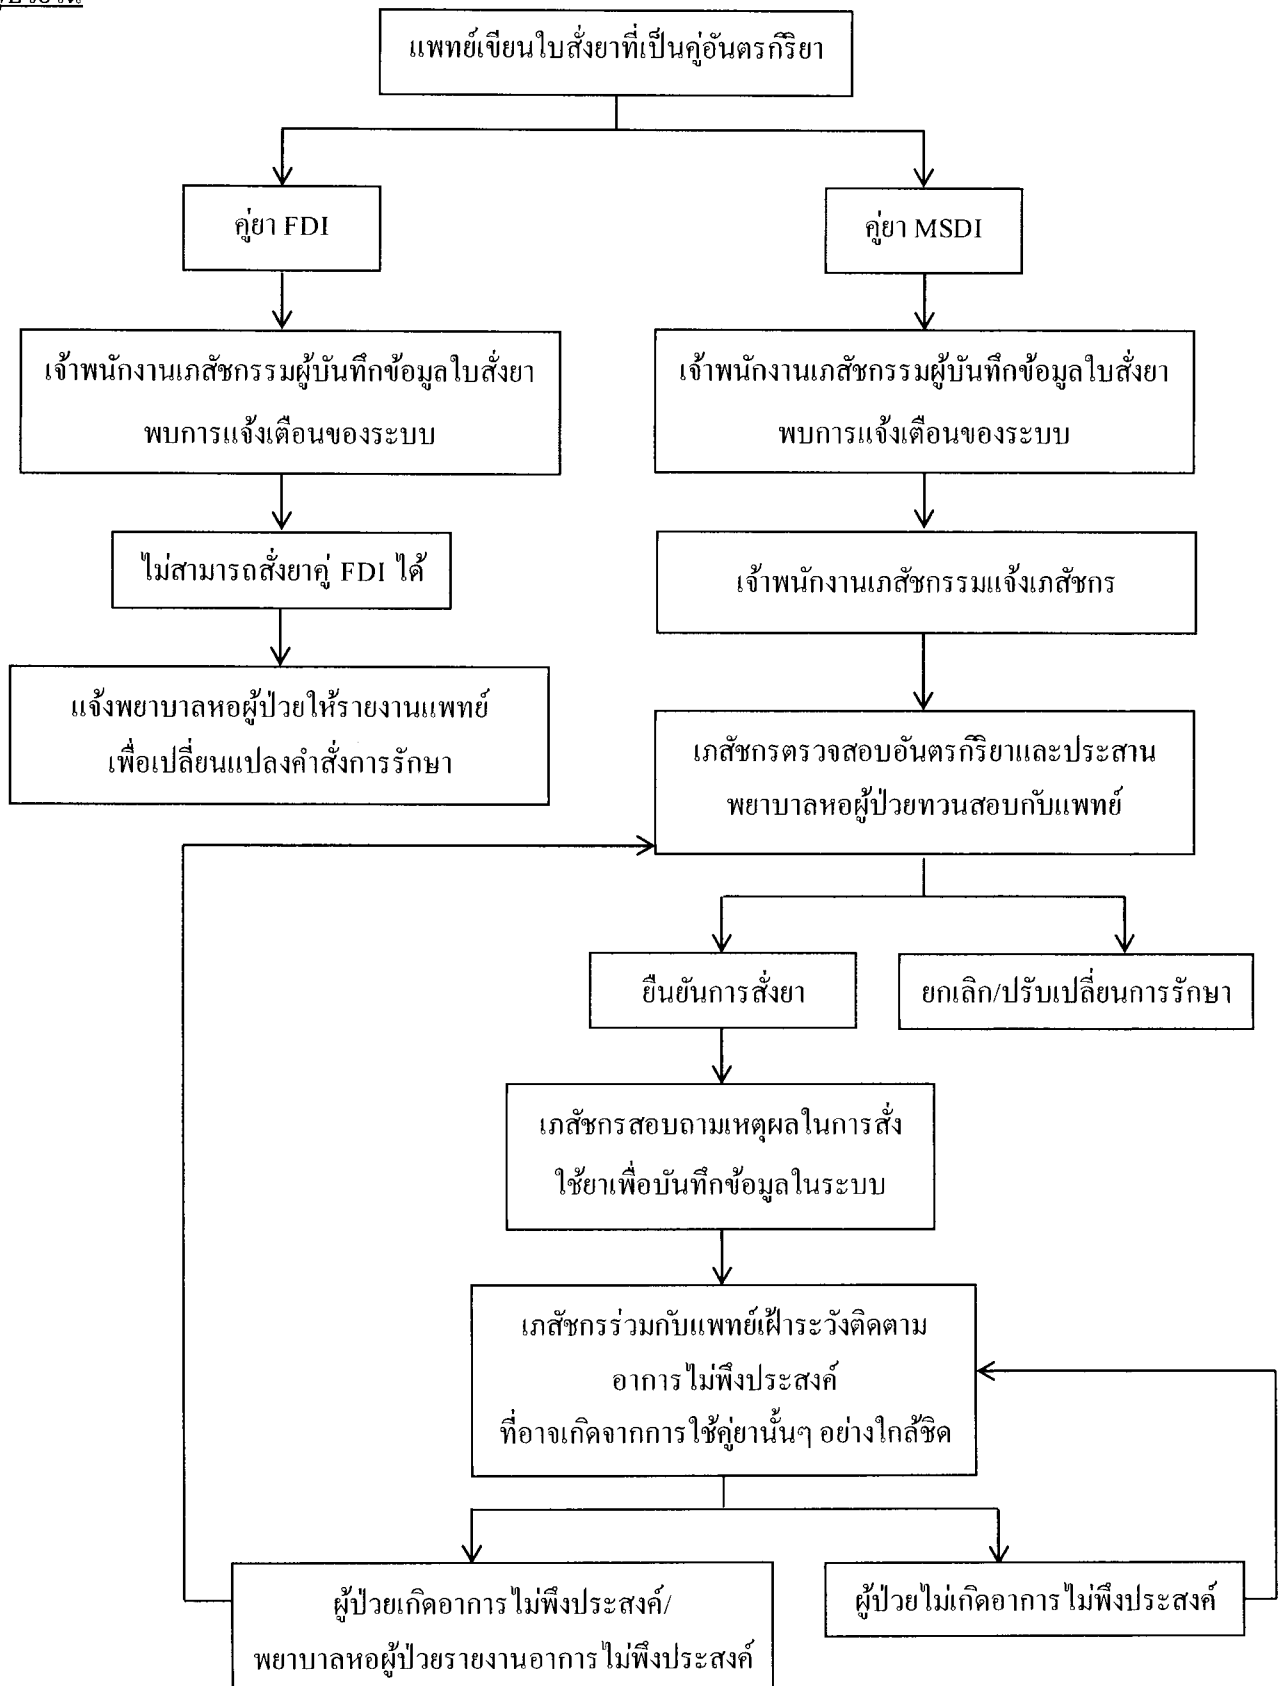 แพทย์เขียนใบสั่งยาที่เป็นคู่อันตรกิริยา
คู่ยา FDI
คู่ยา MSDI
เจ้าพนักงานเภสัชกรรมผู้บันทึกข้อมูลใบสั่งยา
พบการแจ้งเตือนของระบบ
เจ้าพนักงานเภสัชกรรมผู้บันทึกข้อมูลใบสั่งยา
พบการแจ้งเตือนของระบบ
ไม่สามารถสั่งยาคู่ FDI ได้
เจ้าพนักงานเภสัชกรรมแจ้งเภสัชกร
แจ้งพยาบาลหอผู้ป่วยให้รายงานแพทย์
เพื่อเปลี่ยนแปลงคำสั่งการรักษา
เภสัชกรตรวจสอบอันตรกิริยาและประสาน
พยาบาลหอผู้ป่วยทวนสอบกับแพทย์
ยืนยันการสั่งยา
ยกเลิก/ปรับเปลี่ยนการรักษา
เภสัชกรสอบถามเหตุผลในการสั่ง
ใช้ยาเพื่อบันทึกข้อมูลในระบบ
เภสัชกรร่วมกับแพทย์เฝ้าระวังติดตาม
อาการไม่พึงประสงค์
ที่อาจเกิดจากการใช้คู่ยานั้นๆ อย่างใกล้ชิด
ผู้ป่วยเกิดอาการไม่พึงประสงค์/
พยาบาลหอผู้ป่วยรายงานอาการไม่พึงประสงค์
ผู้ป่วยไม่เกิดอาการไม่พึงประสงค์